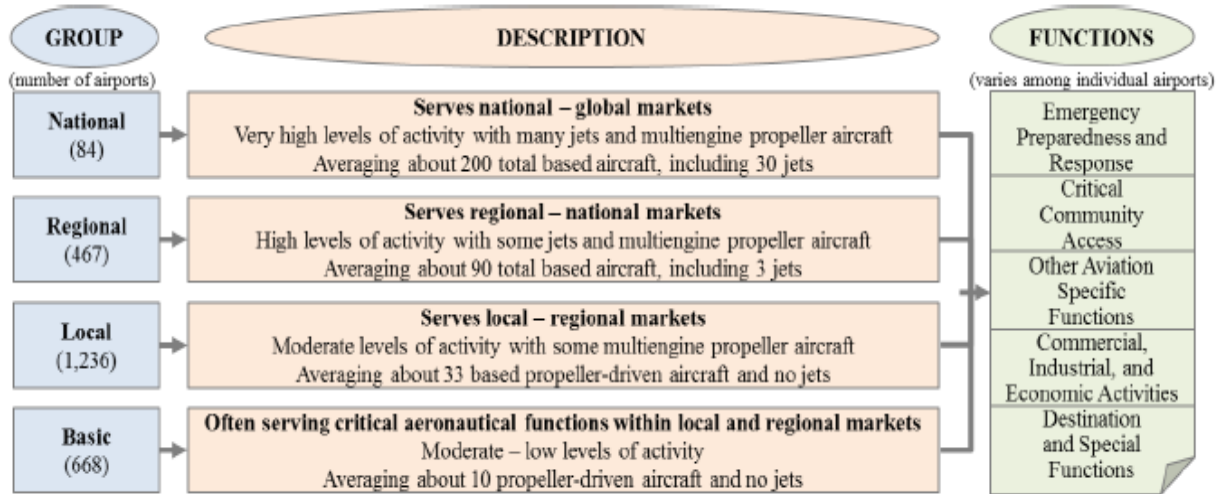 GROUP
DESCRIPTION
FUNCTIONS
(number of airports)
(varies among individual airports)
National
(84)
Serves national – global markets
Very high levels of activity with many jets and multiengine propeller aircraft
Averaging about 200 total based aircraft, including 30 jets
Regional
(467)
Serves regional – national markets
High levels of activity with some jets and multiengine propeller aircraft
Averaging about 90 total based aircraft, including 3 jets
Local
(1,236)
Serves local – regional markets
Moderate levels of activity with some multiengine propeller aircraft
Averaging about 33 based propeller-driven aircraft and no jets
Basic
(668)
Often serving critical aeronautical functions within local and regional markets
Moderate – low levels of activity
Averaging about 10 propeller-driven aircraft and no jets
Emergency
Preparedness and
Response
Critical
Community
Access
Other Aviation
Specific
Functions
Commercial,
Industrial, and
Economic Activities
Destination
and Special
Functions